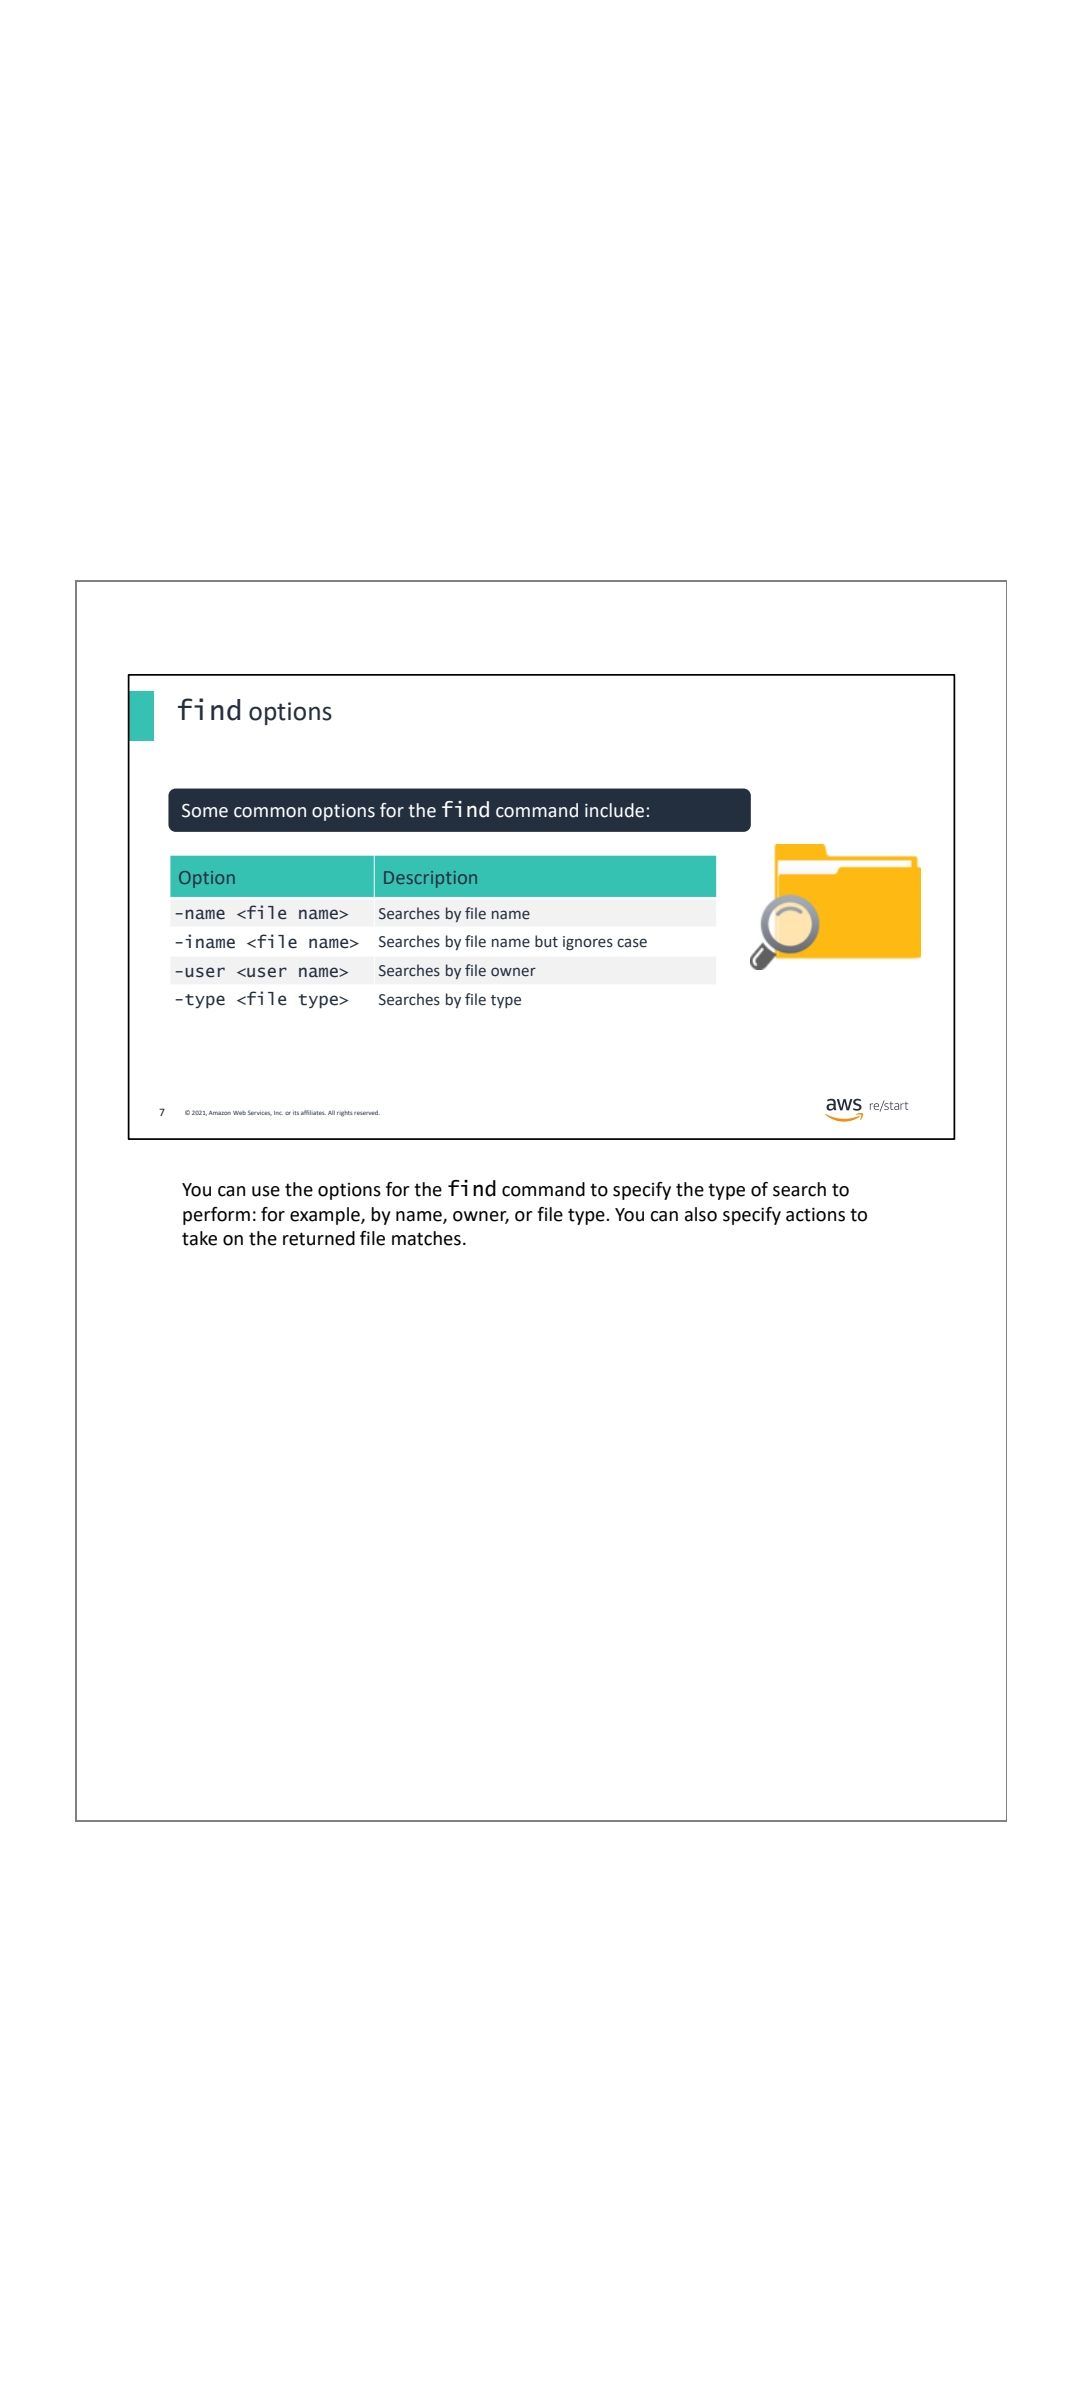 find options
Some common options for the find command include:
Option Description
-name <file name> Searches by file name
-iname <file name> Searches by file name but ignores case
-user <user name> Searches by file owner
-type <file type> Searches by file type
7 © 2021, Amazon Web Services, Inc. or its affiliates. All rights reserved.
aws re/start
You can use the options for the find command to specify the type of search to
perform: for example, by name, owner, or file type. You can also specify actions to
take on the returned file matches.